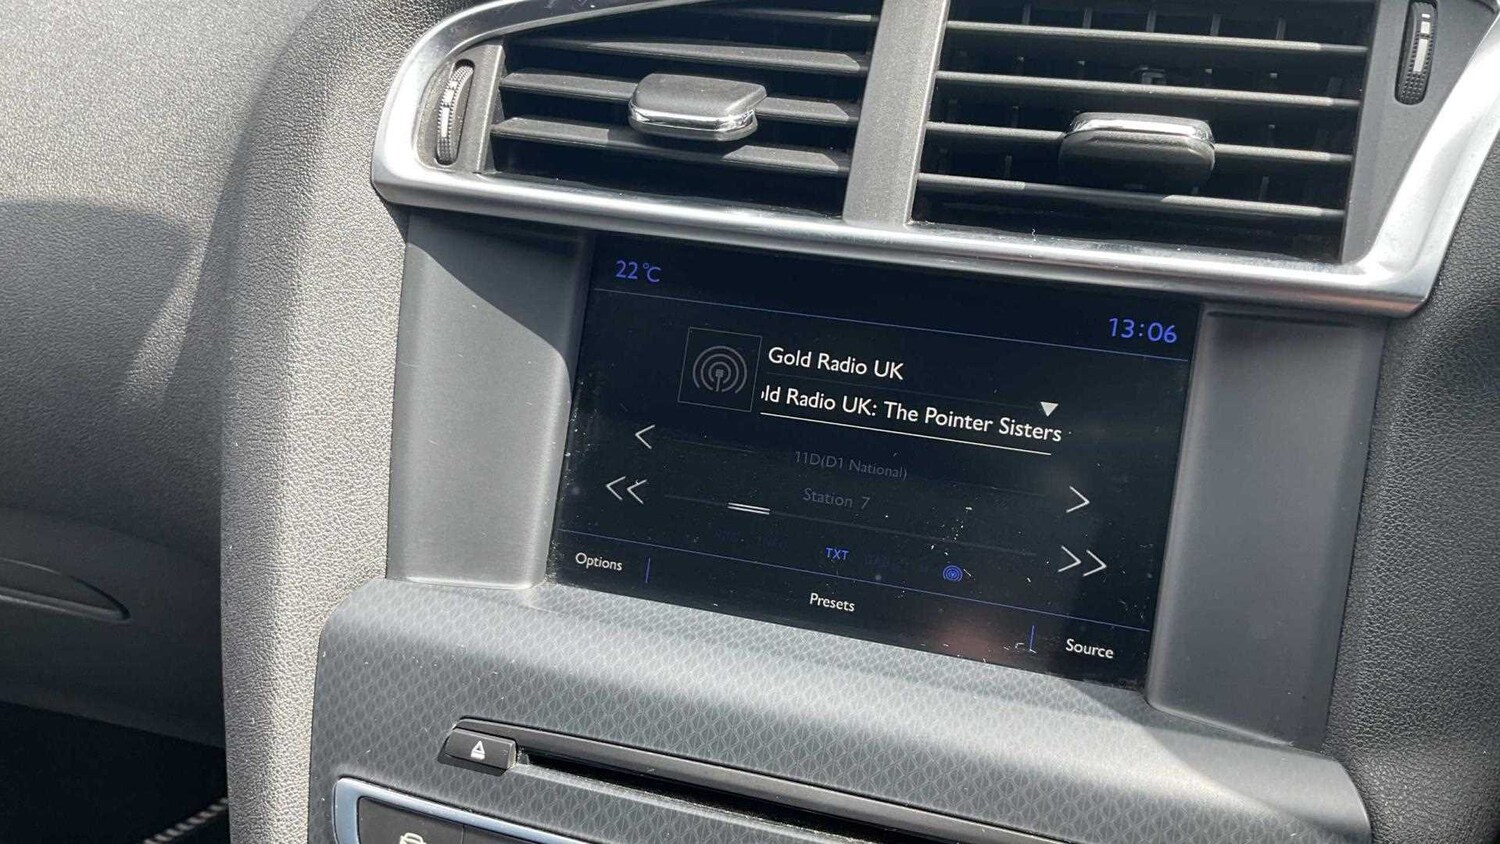 22°C
13:06
Gold Radio UK
ld Radio UK: The Pointer Sisters
11D(D1 National)
Station 7
TXT
Options
Presets
Source